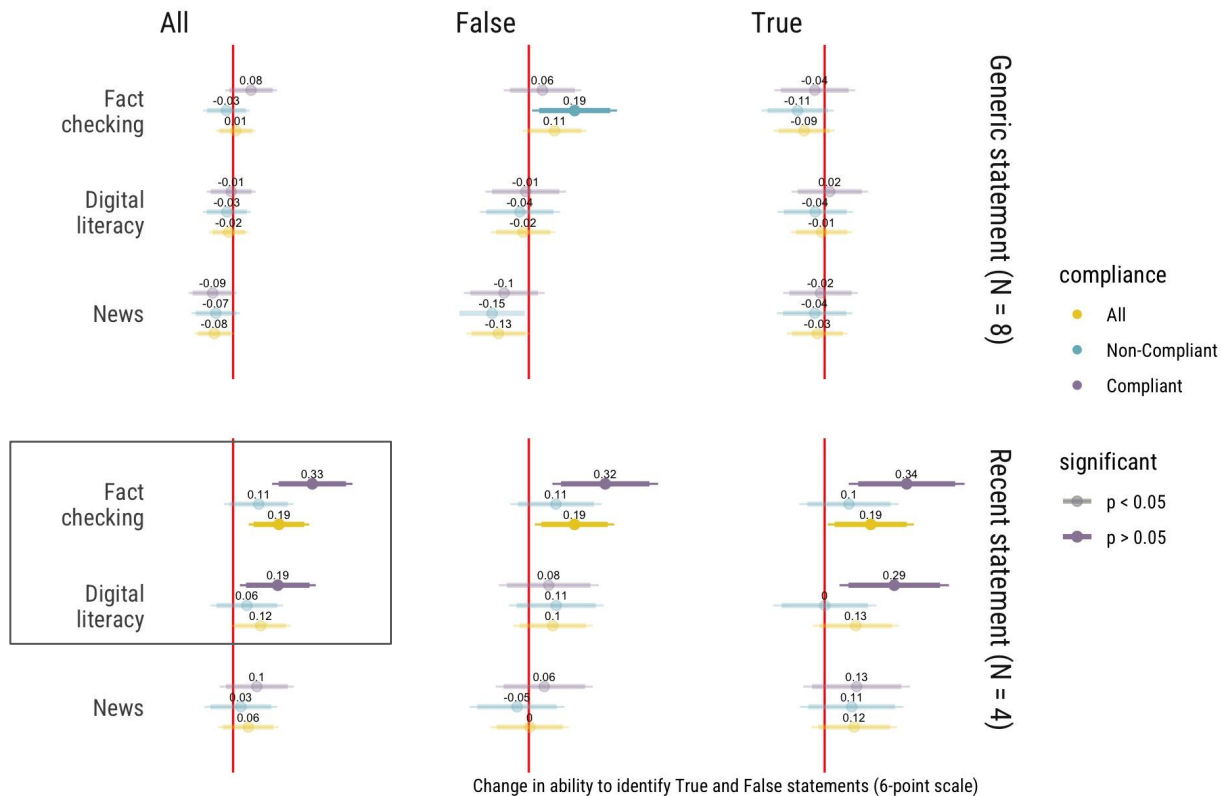 All
False
True
Fact
checking
0.08
-0.03
0.01
0.06
0.19
0.11
-0.04
-0.11
-0.09
Digital
literacy
-0.01
-0.03
-0.02
-0.01
-0.04
-0.02
0.02
-0.04
-0.01
News
-0.09
-0.07
-0.08
-0.1
-0.15
-0.13
-0.02
-0.04
-0.03
Generic statement (N = 8)
Fact
checking
0.33
0.11
0.19
0.32
0.11
0.19
0.34
0.1
0.19
Digital
literacy
0.19
0.06
0.12
0.08
0.11
0.1
0.29
0
0.13
News
0.1
0.03
0.06
0.06
-0.05
0
0.13
0.11
0.12
Recent statement (N = 4)
compliance
All
Non-Compliant
Compliant
significant
p < 0.05
p > 0.05
Change in ability to identify True and False statements (6-point scale)